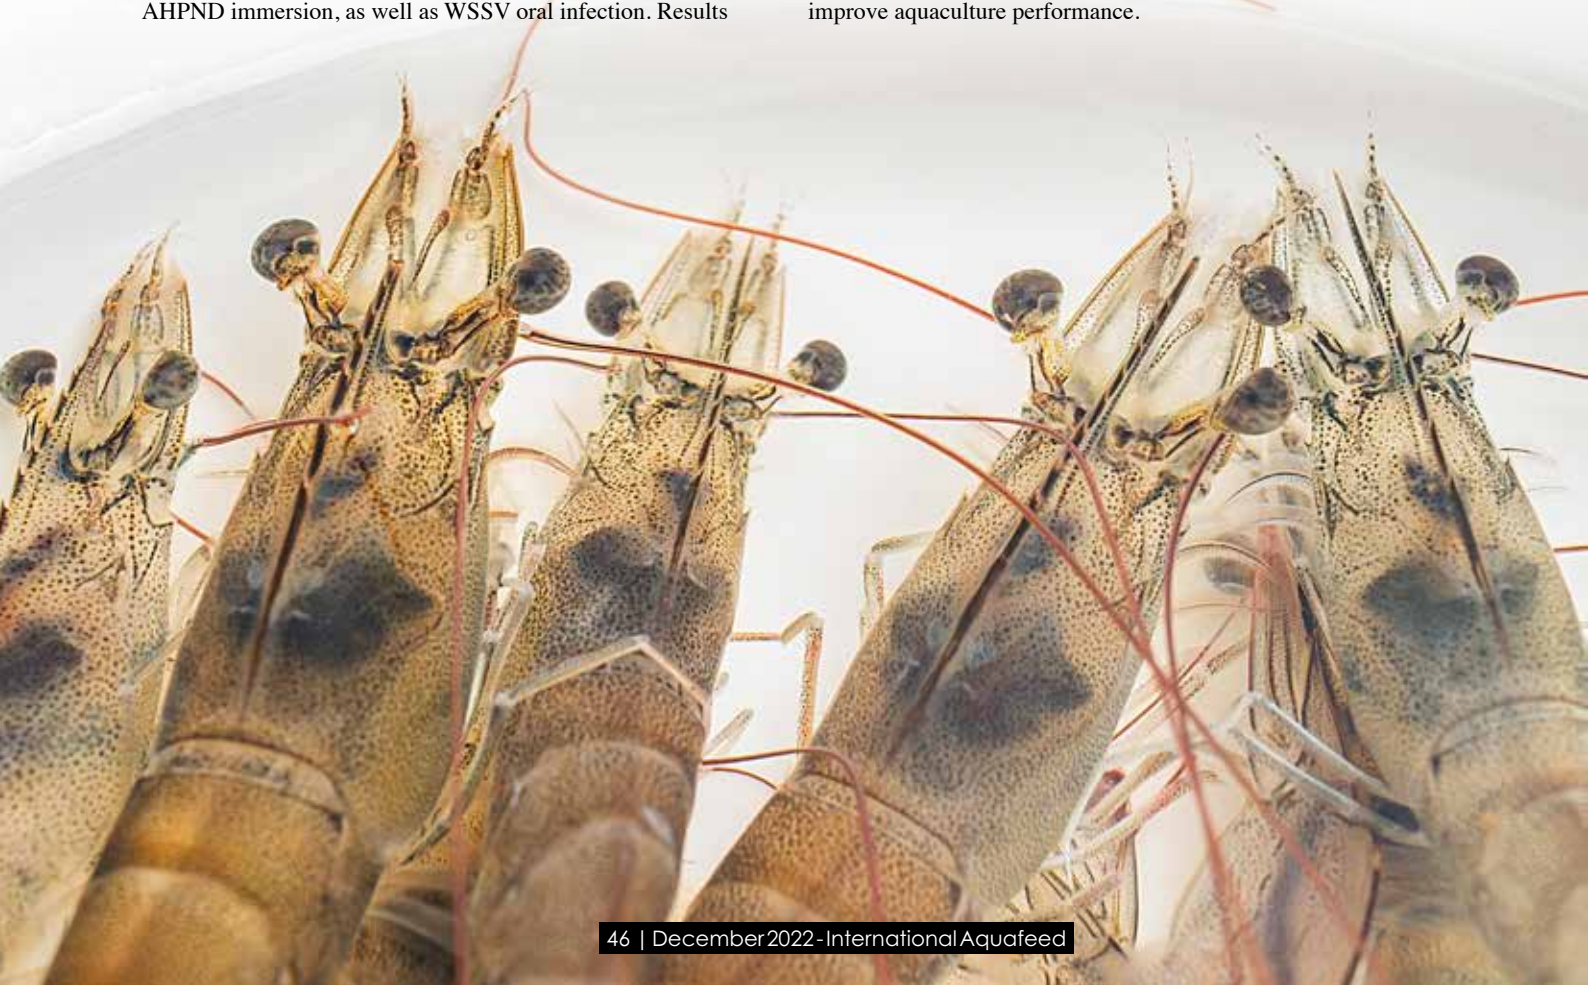 AHPND immersion, as well as WSSV oral infection. Results
improve aquaculture performance.
46 | December 2022 - International Aquafeed